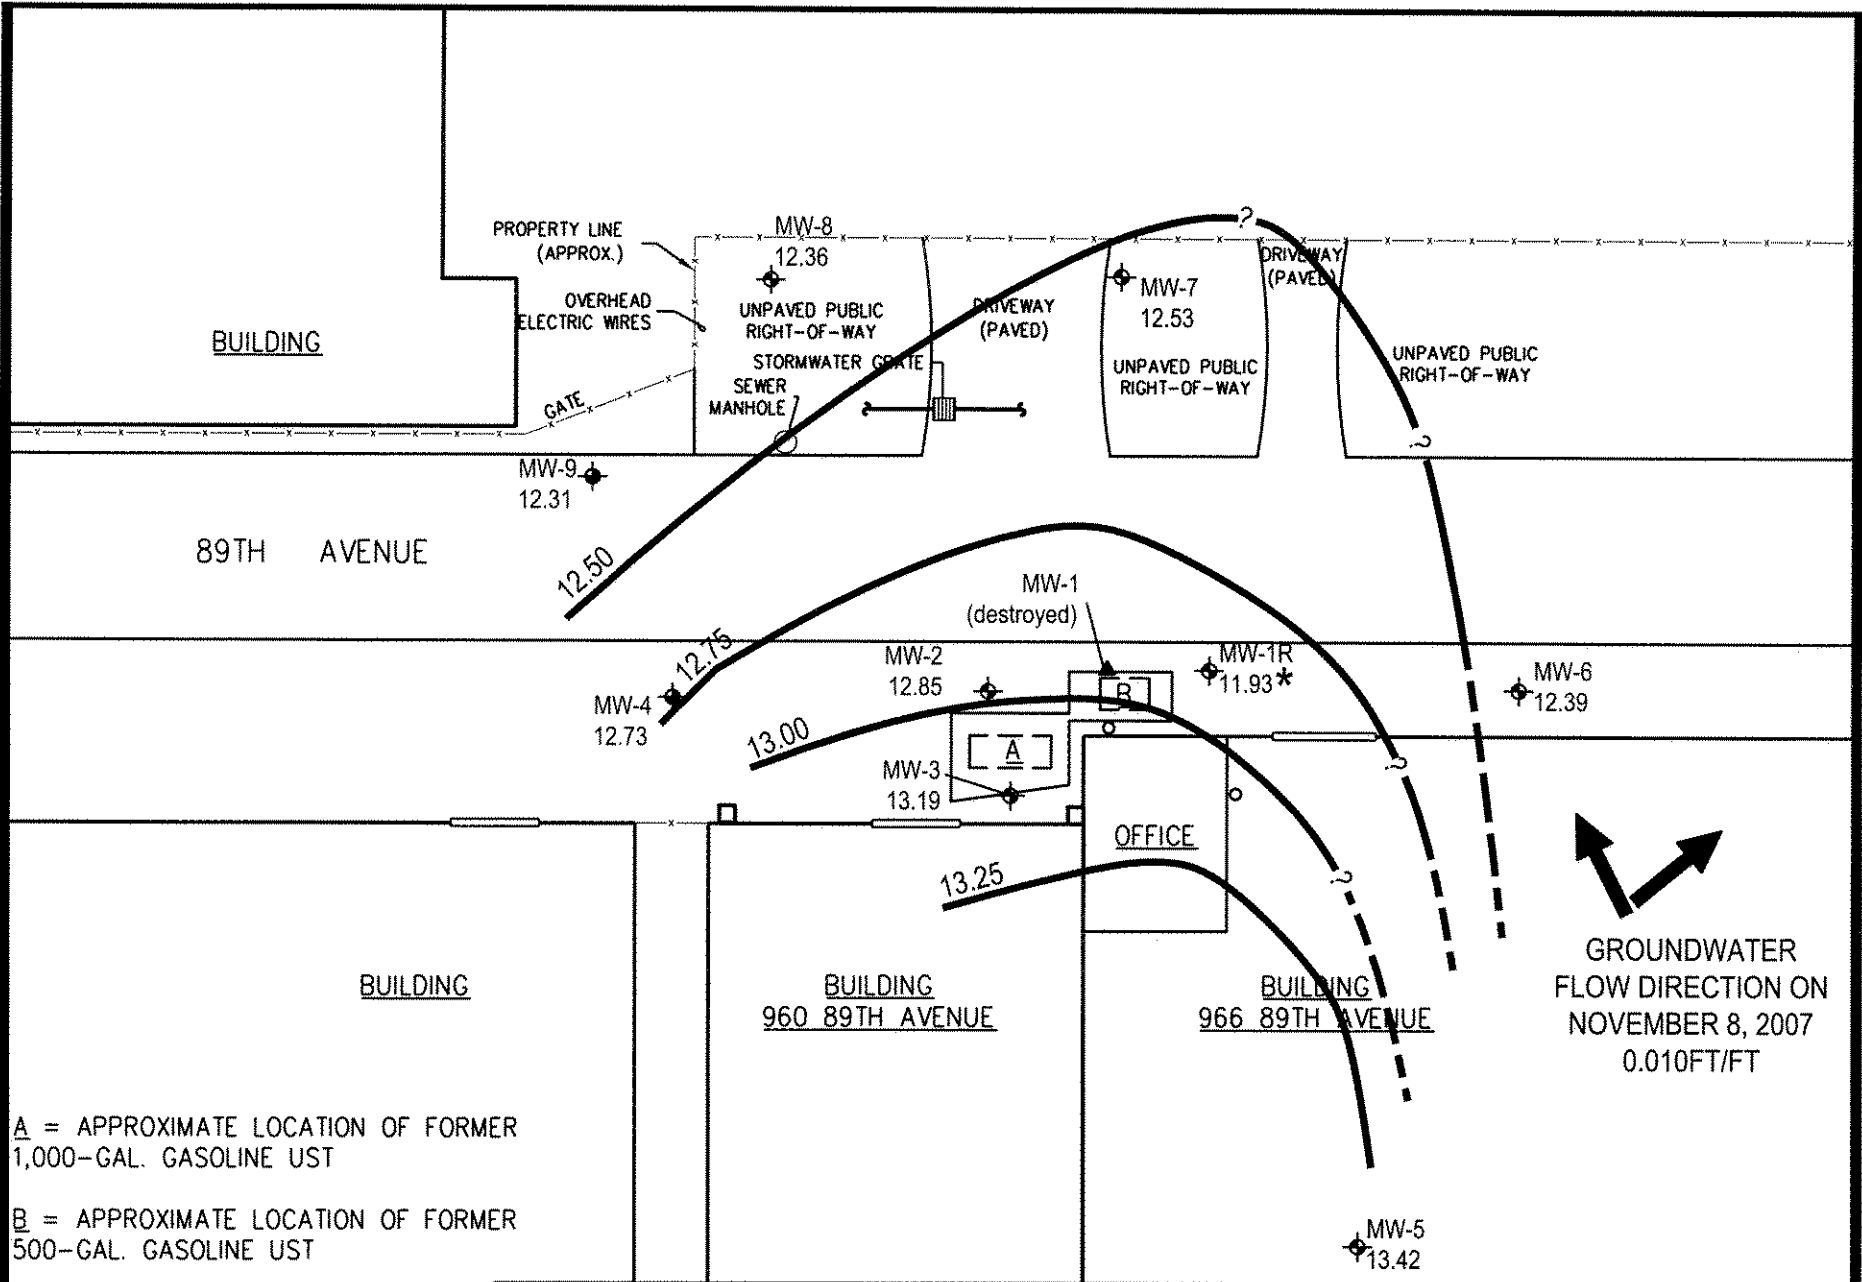 PROPERTY LINE
(APPROX.)
MW-8
12.36
OVERHEAD
ELECTRIC WIRES
UNPAVED PUBLIC
RIGHT-OF-WAY
DRIVEWAY
(PAVED)
MW-7
12.53
DRIVEWAY
(PAVED)
BUILDING
STORMWATER GRATE
SEWER
MANHOLE
UNPAVED PUBLIC
RIGHT-OF-WAY
UNPAVED PUBLIC
RIGHT-OF-WAY
GATE
?
?
MW-9
12.31
89TH AVENUE
12.50
MW-1
(destroyed)
12.75
MW-2
12.85
MW-1R
11.93*
MW-6
12.39
MW-4
12.73
B
13.00
A
?
MW-3
13.19
OFFICE
13.25
?
GROUNDWATER
FLOW DIRECTION ON
NOVEMBER 8, 2007
0.010FT/FT
BUILDING
BUILDING
960 89TH AVENUE
BUILDING
966 89TH AVENUE
A = APPROXIMATE LOCATION OF FORMER
1,000-GAL. GASOLINE UST
B = APPROXIMATE LOCATION OF FORMER
500-GAL. GASOLINE UST
MW-5
13.42